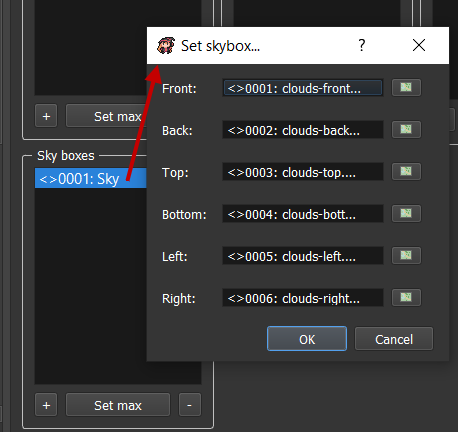 Set skybox...
?
Front:
<>0001: clouds-front...
Back:
<>0002: clouds-back...
Top:
<>0003: clouds-top....
Bottom:
<>0004: clouds-bott...
Left:
<>0005: clouds-left....
Right:
<>0006: clouds-right...
OK
Cancel
+
Set max
Sky boxes
<>0001: Sky
+
Set max
-